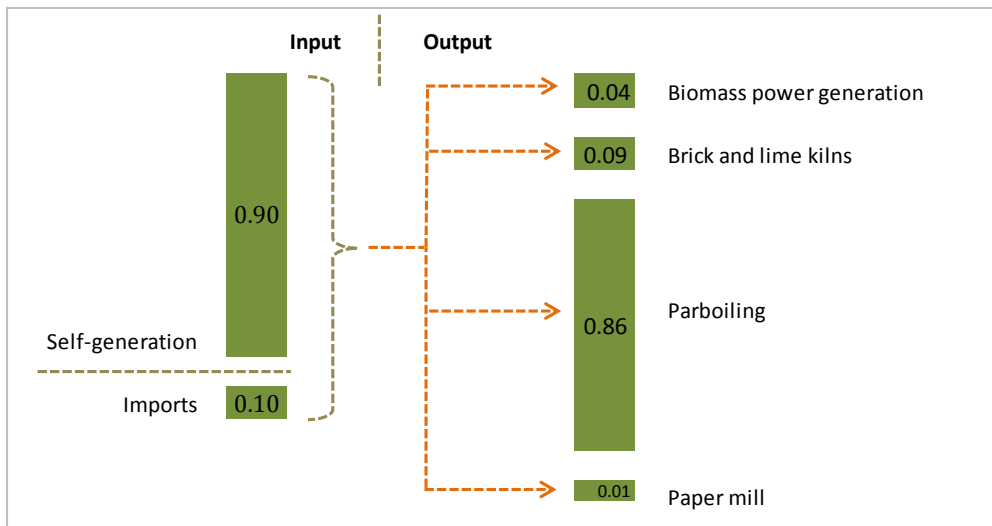 Input Output
0.90
Self-generation
Imports 0.10
0.04 Biomass power generation
0.09 Brick and lime kilns
0.86 Parboiling
0.01 Paper mill